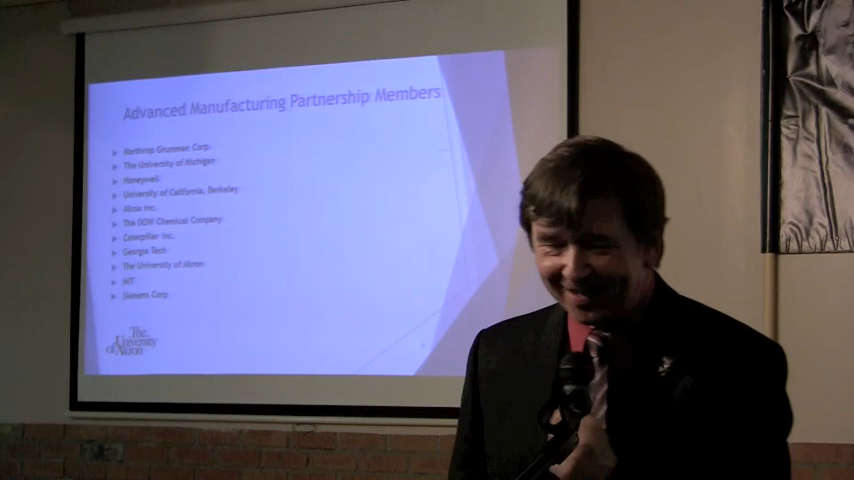 Advanced Manufacturing Partnership Members
Northrop Grumman Corp.
The University of Michigan
Honeywell
University of California, Berkeley
Alcoa Inc.
The DOW Chemical Company
Caterpillar Inc.
Georgia Tech
The University of Akron
MIT
Siemens Corp.
The
University
of Akron